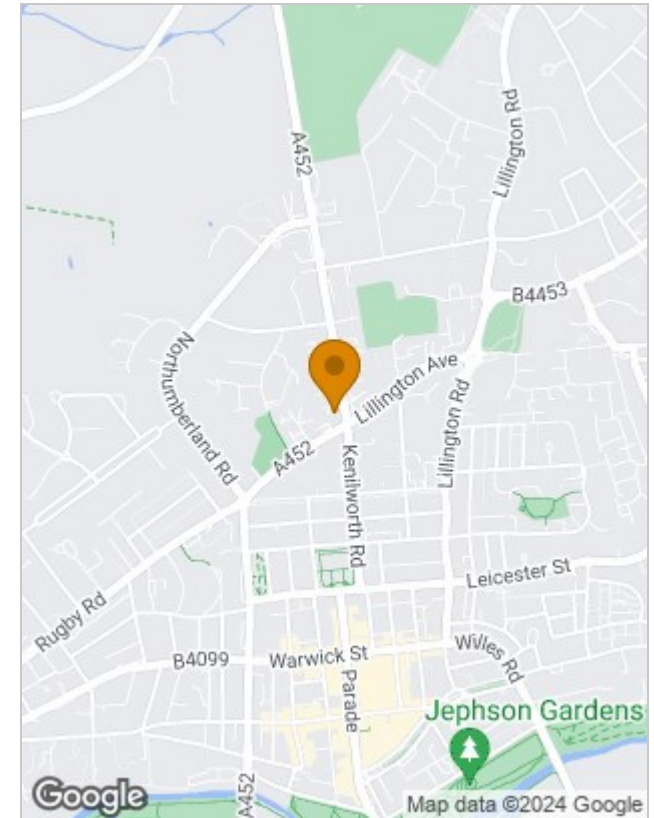 A452
Lillington Rd
B4453
Northumberland Rd
Lillington Ave
A452
Lillington Rd
Kenilworth Rd
Leicester St
Rugby Rd
B4099
Warwick St
Willes Rd
Parade
Jephson Gardens
A452
Google
Map data ©2024 Google